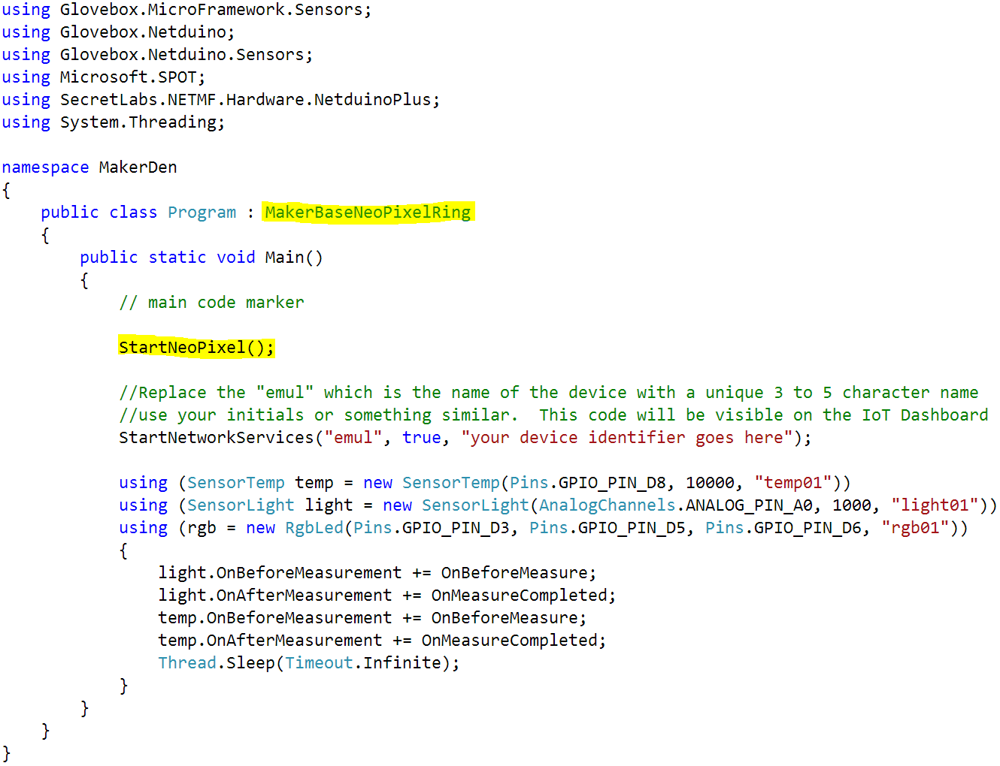 using Glovebox.MicroFramework.Sensors;
using Glovebox.Netduino;
using Glovebox.Netduino.Sensors;
using Microsoft.SPOT;
using SecretLabs.NETMF.Hardware.NetduinoPlus;
using System.Threading;

namespace MakerDen
{
    public class Program : MakerBaseNeoPixelRing
    {
        public static void Main()
        {
            // main code marker

            StartNeoPixel();

            //Replace the "emul" which is the name of the device with a unique 3 to 5 character name
            //use your initials or something similar.  This code will be visible on the IoT Dashboard
            StartNetworkServices("emul", true, "your device identifier goes here");

            using (SensorTemp temp = new SensorTemp(Pins.GPIO_PIN_D8, 10000, "temp01"))
            using (SensorLight light = new SensorLight(AnalogChannels.ANALOG_PIN_A0, 1000, "light01"))
            using (rgb = new RgbLed(Pins.GPIO_PIN_D3, Pins.GPIO_PIN_D5, Pins.GPIO_PIN_D6, "rgb01"))
            {
                light.OnBeforeMeasurement += OnBeforeMeasure;
                light.OnAfterMeasurement += OnMeasureCompleted;
                temp.OnBeforeMeasurement += OnBeforeMeasure;
                temp.OnAfterMeasurement += OnMeasureCompleted;
                Thread.Sleep(Timeout.Infinite);
            }
        }
    }
}